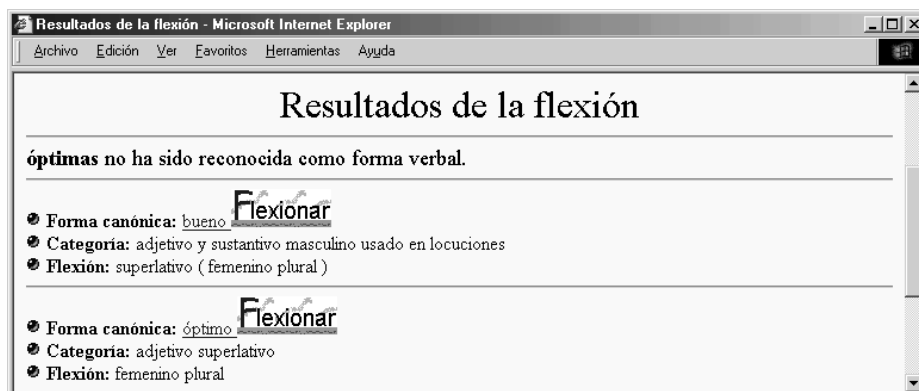 Resultados de la flexión - Microsoft Internet Explorer
Archivo Edición Ver Favoritos Herramientas Ayuda
Resultados de la flexión
óptimas no ha sido reconocida como forma verbal.
Forma canónica: bueno Flexionar
Categoría: adjetivo y sustantivo masculino usado en locuciones
Flexión: superlativo ( femenino plural )
Forma canónica: óptimo Flexionar
Categoría: adjetivo superlativo
Flexión: femenino plural